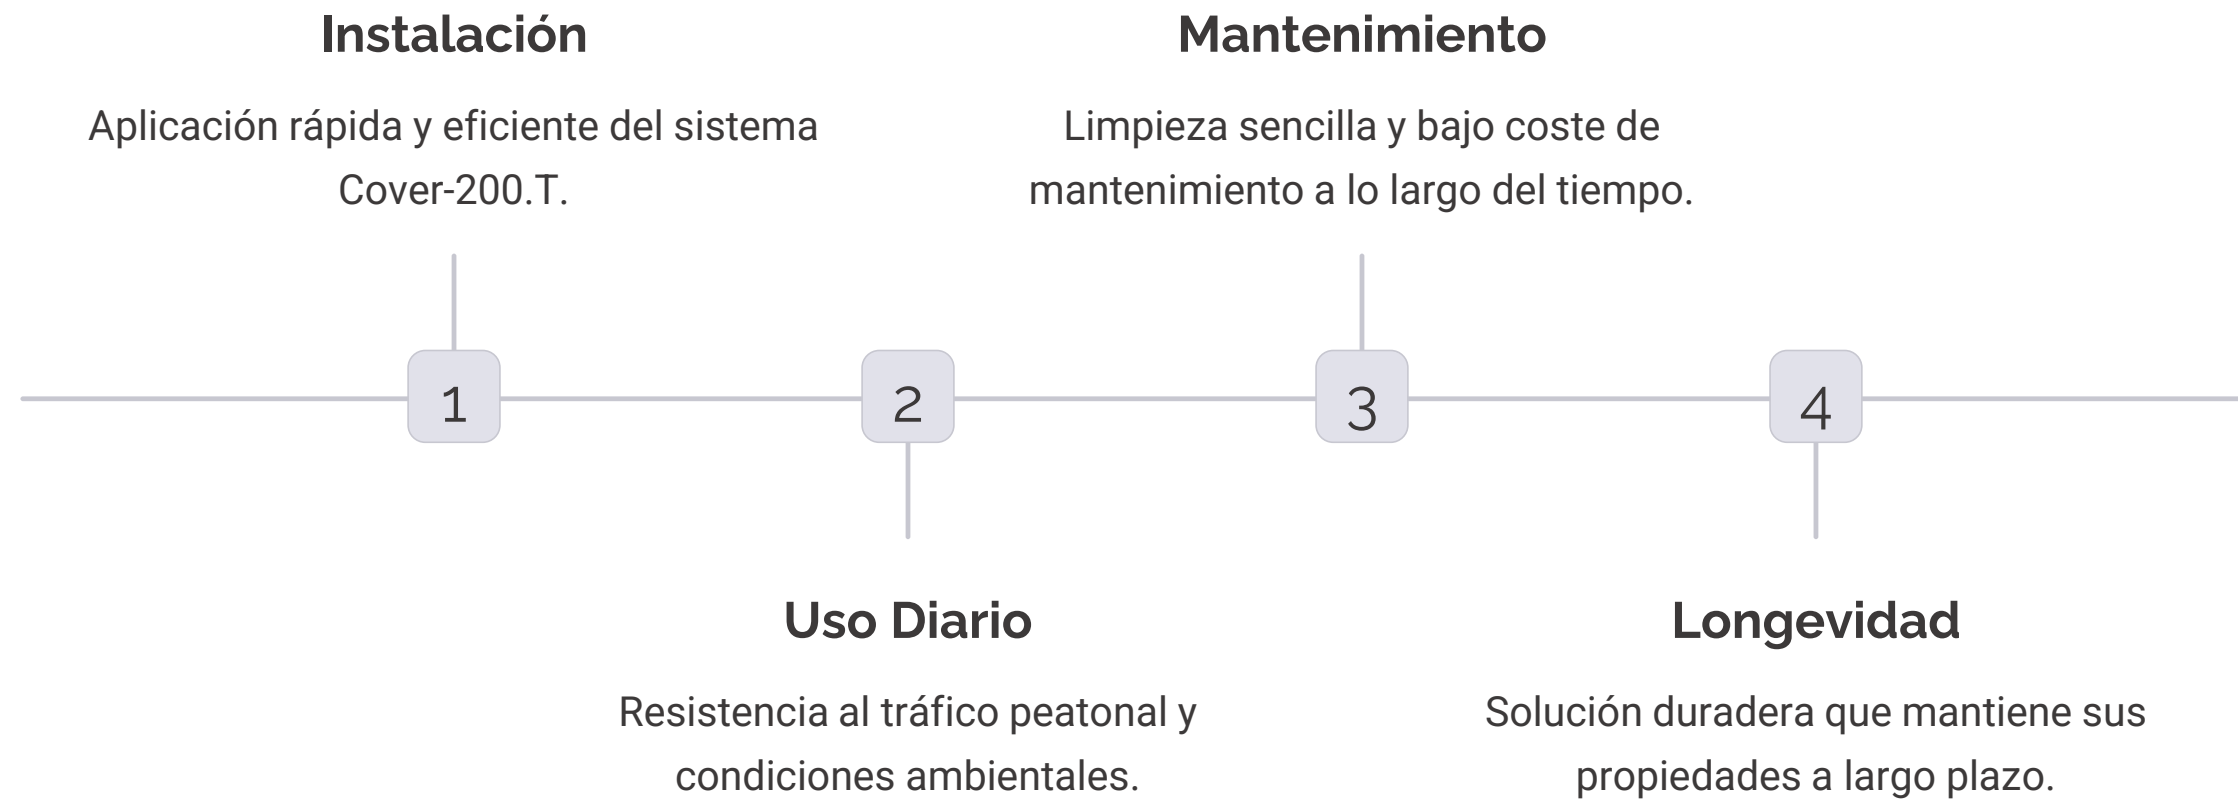 Instalación
Aplicación rápida y eficiente del sistema
Cover-200.T.
1
Uso Diario
Resistencia al tráfico peatonal y
condiciones ambientales.
2
Mantenimiento
Limpieza sencilla y bajo coste de
mantenimiento a lo largo del tiempo.
3
Longevidad
Solución duradera que mantiene sus
propiedades a largo plazo.
4